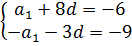 {a₁ + 8d = −6
−a₁ − 3d = −9